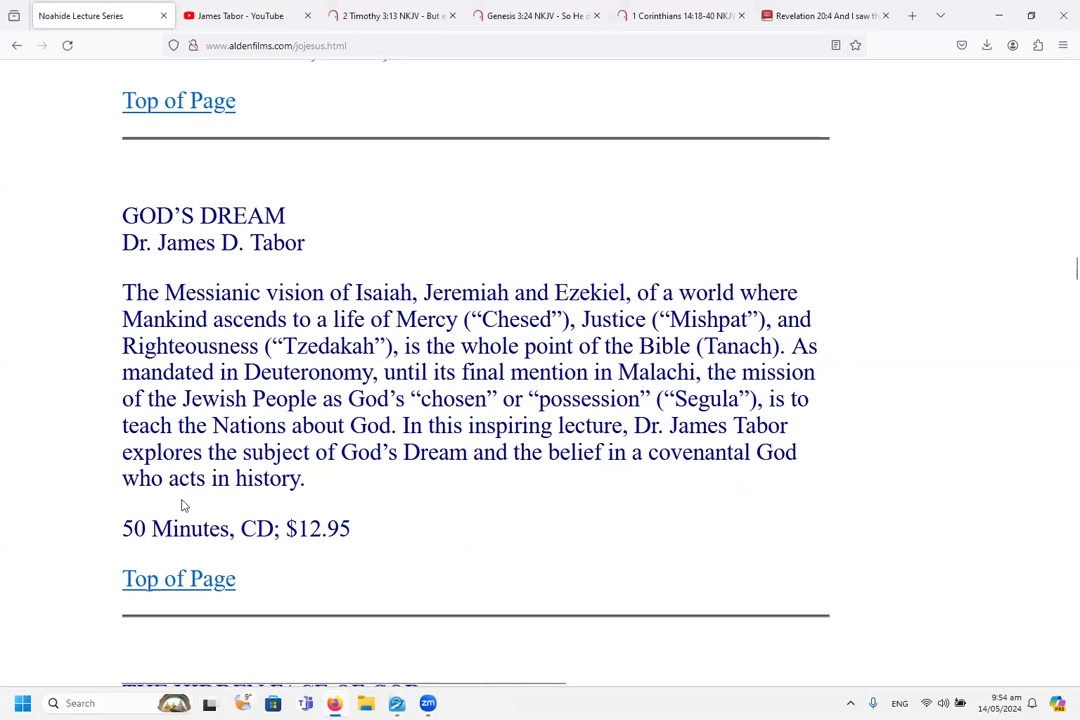 Noahide Lecture Series
James Tabor - YouTube
2 Timothy 3:13 NKJV - But e
Genesis 3:24 NKJV - So He d
1 Corinthians 14:18-40 NKJV
Revelation 20:4 And I saw th
www.aldenfilms.com/jojesus.html
Top of Page
GOD’S DREAM
Dr. James D. Tabor
The Messianic vision of Isaiah, Jeremiah and Ezekiel, of a world where
Mankind ascends to a life of Mercy (“Chesed”), Justice (“Mishpat”), and
Righteousness (“Tzedakah”), is the whole point of the Bible (Tanach). As
mandated in Deuteronomy, until its final mention in Malachi, the mission
of the Jewish People as God’s “chosen” or “possession” (“Segula”), is to
teach the Nations about God. In this inspiring lecture, Dr. James Tabor
explores the subject of God’s Dream and the belief in a covenantal God
who acts in history.
50 Minutes, CD; $12.95
Top of Page
THE HIDDEN FACE OF GOD
Search
9°
ENG
9:54 am
14/05/2024